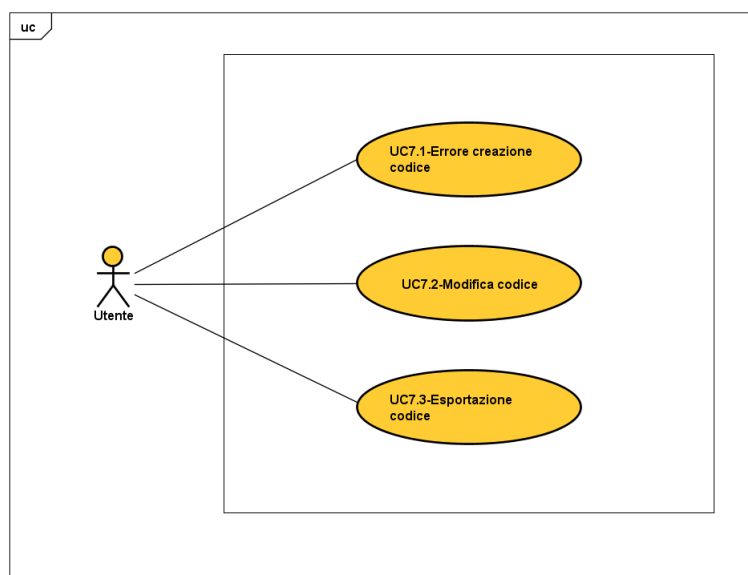 uc
UC7.1-Errore creazione
codice
UC7.2-Modifica codice
Utente
UC7.3-Esportazione
codice